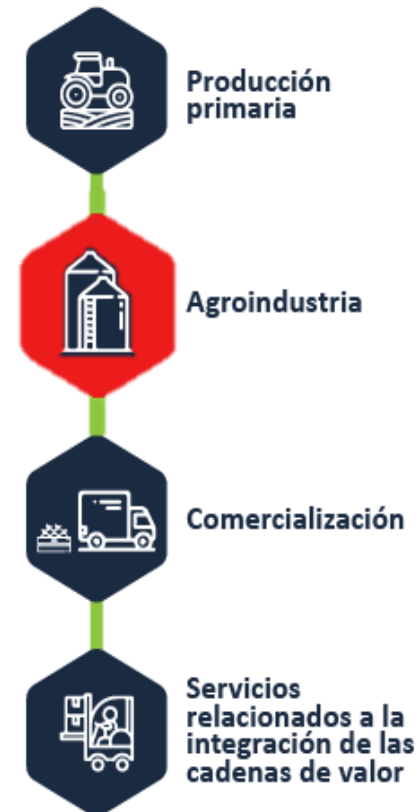 Producción
primaria
Agroindustria
Comercialización
Servicios
relacionados a la
integración de las
cadenas de valor